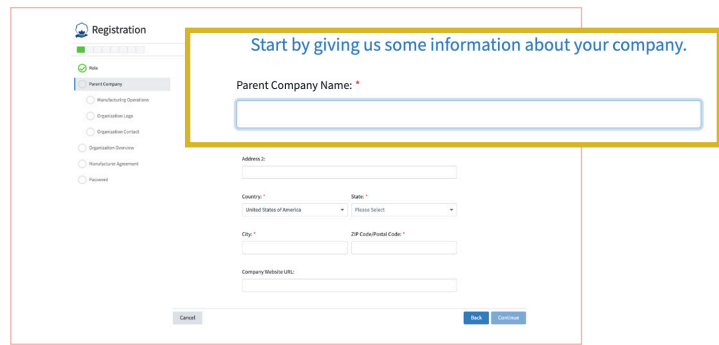 Registration
Start by giving us some information about your company.
Role
Parent Company
Parent Company Name: *
Manufacturing Operations
Organization Logo
Organization Contact
Organization Overview
Manufacturer Agreement
Password
Address 2:
Country: * State: *
United States of America Please Select
City: * ZIP Code/Postal Code: *
Company Website URL:
Cancel Back Continue